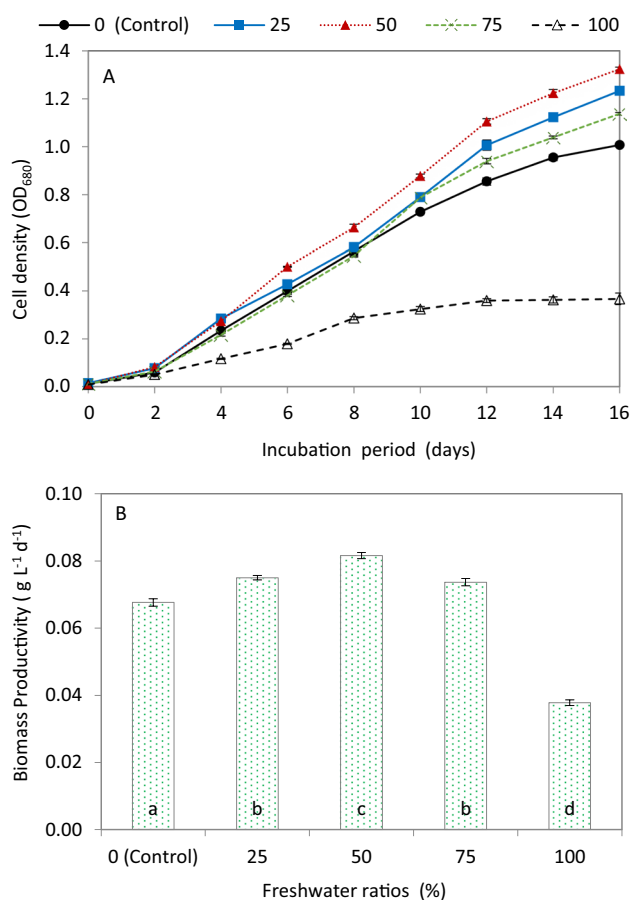 0 (Control) 25 50 75 100
A
1.4
1.2
1.0
0.8
0.6
0.4
0.2
0.0
Cell density (OD680)
0 2 4 6 8 10 12 14 16
Incubation period (days)
B
0.10
0.08
0.06
0.04
0.02
0.00
Biomass Productivity ( g L-1 d-1)
a b c b d
0 (Control) 25 50 75 100
Freshwater ratios (%)